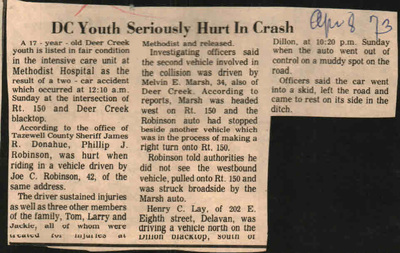 DC Youth Seriously Hurt In Crash
Apr 8 73
A 17 - year - old Deer Creek
youth is listed in fair condition
in the intensive care unit at
Methodist Hospital as the
result of a two - car accident
which occurred at 12:10 a.m.
Sunday at the intersection of
Rt. 150 and Deer Creek
blacktop.
According to the office of
Tazewell County Sheriff James
R. Donahue, Phillip J.
Robinson, was hurt when
riding in a vehicle driven by
Joe C. Robinson, 42, of the
same address.
The driver sustained injuries
as well as three other members
of the family, Tom, Larry and
Jackie, all of whom were
treated for injuries at
Methodist and released.
Investigating officers said
the second vehicle involved in
the collision was driven by
Melvin E. Marsh, 34, also of
Deer Creek. According to
reports, Marsh was headed
west on Rt. 150 and the
Robinson auto had stopped
beside another vehicle which
was in the process of making a
right turn onto Rt. 150.
Robinson told authorities he
did not see the westbound
vehicle, pulled onto Rt. 150 and
was struck broadside by the
Marsh auto.
Henry C. Lay, of 202 E.
Eighth street, Delavan, was
driving a vehicle north on the
Dillon blacktop, south of
Dillon, at 10:20 p.m. Sunday
when the auto went out of
control on a muddy spot on the
road.
Officers said the car went
into a skid, left the road and
came to rest on its side in the
ditch.